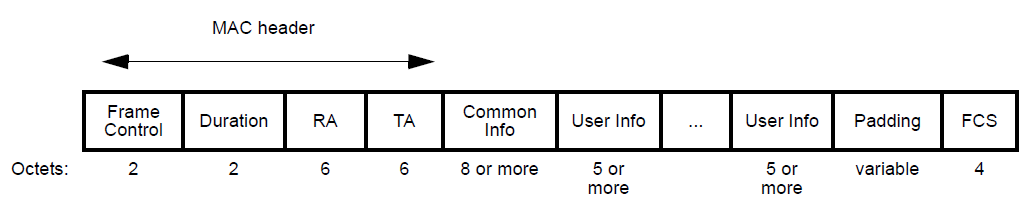 MAC header
Frame Control Duration RA TA Common Info User Info ... User Info Padding FCS
Octets: 2 2 6 6 8 or more 5 or more 5 or more variable 4